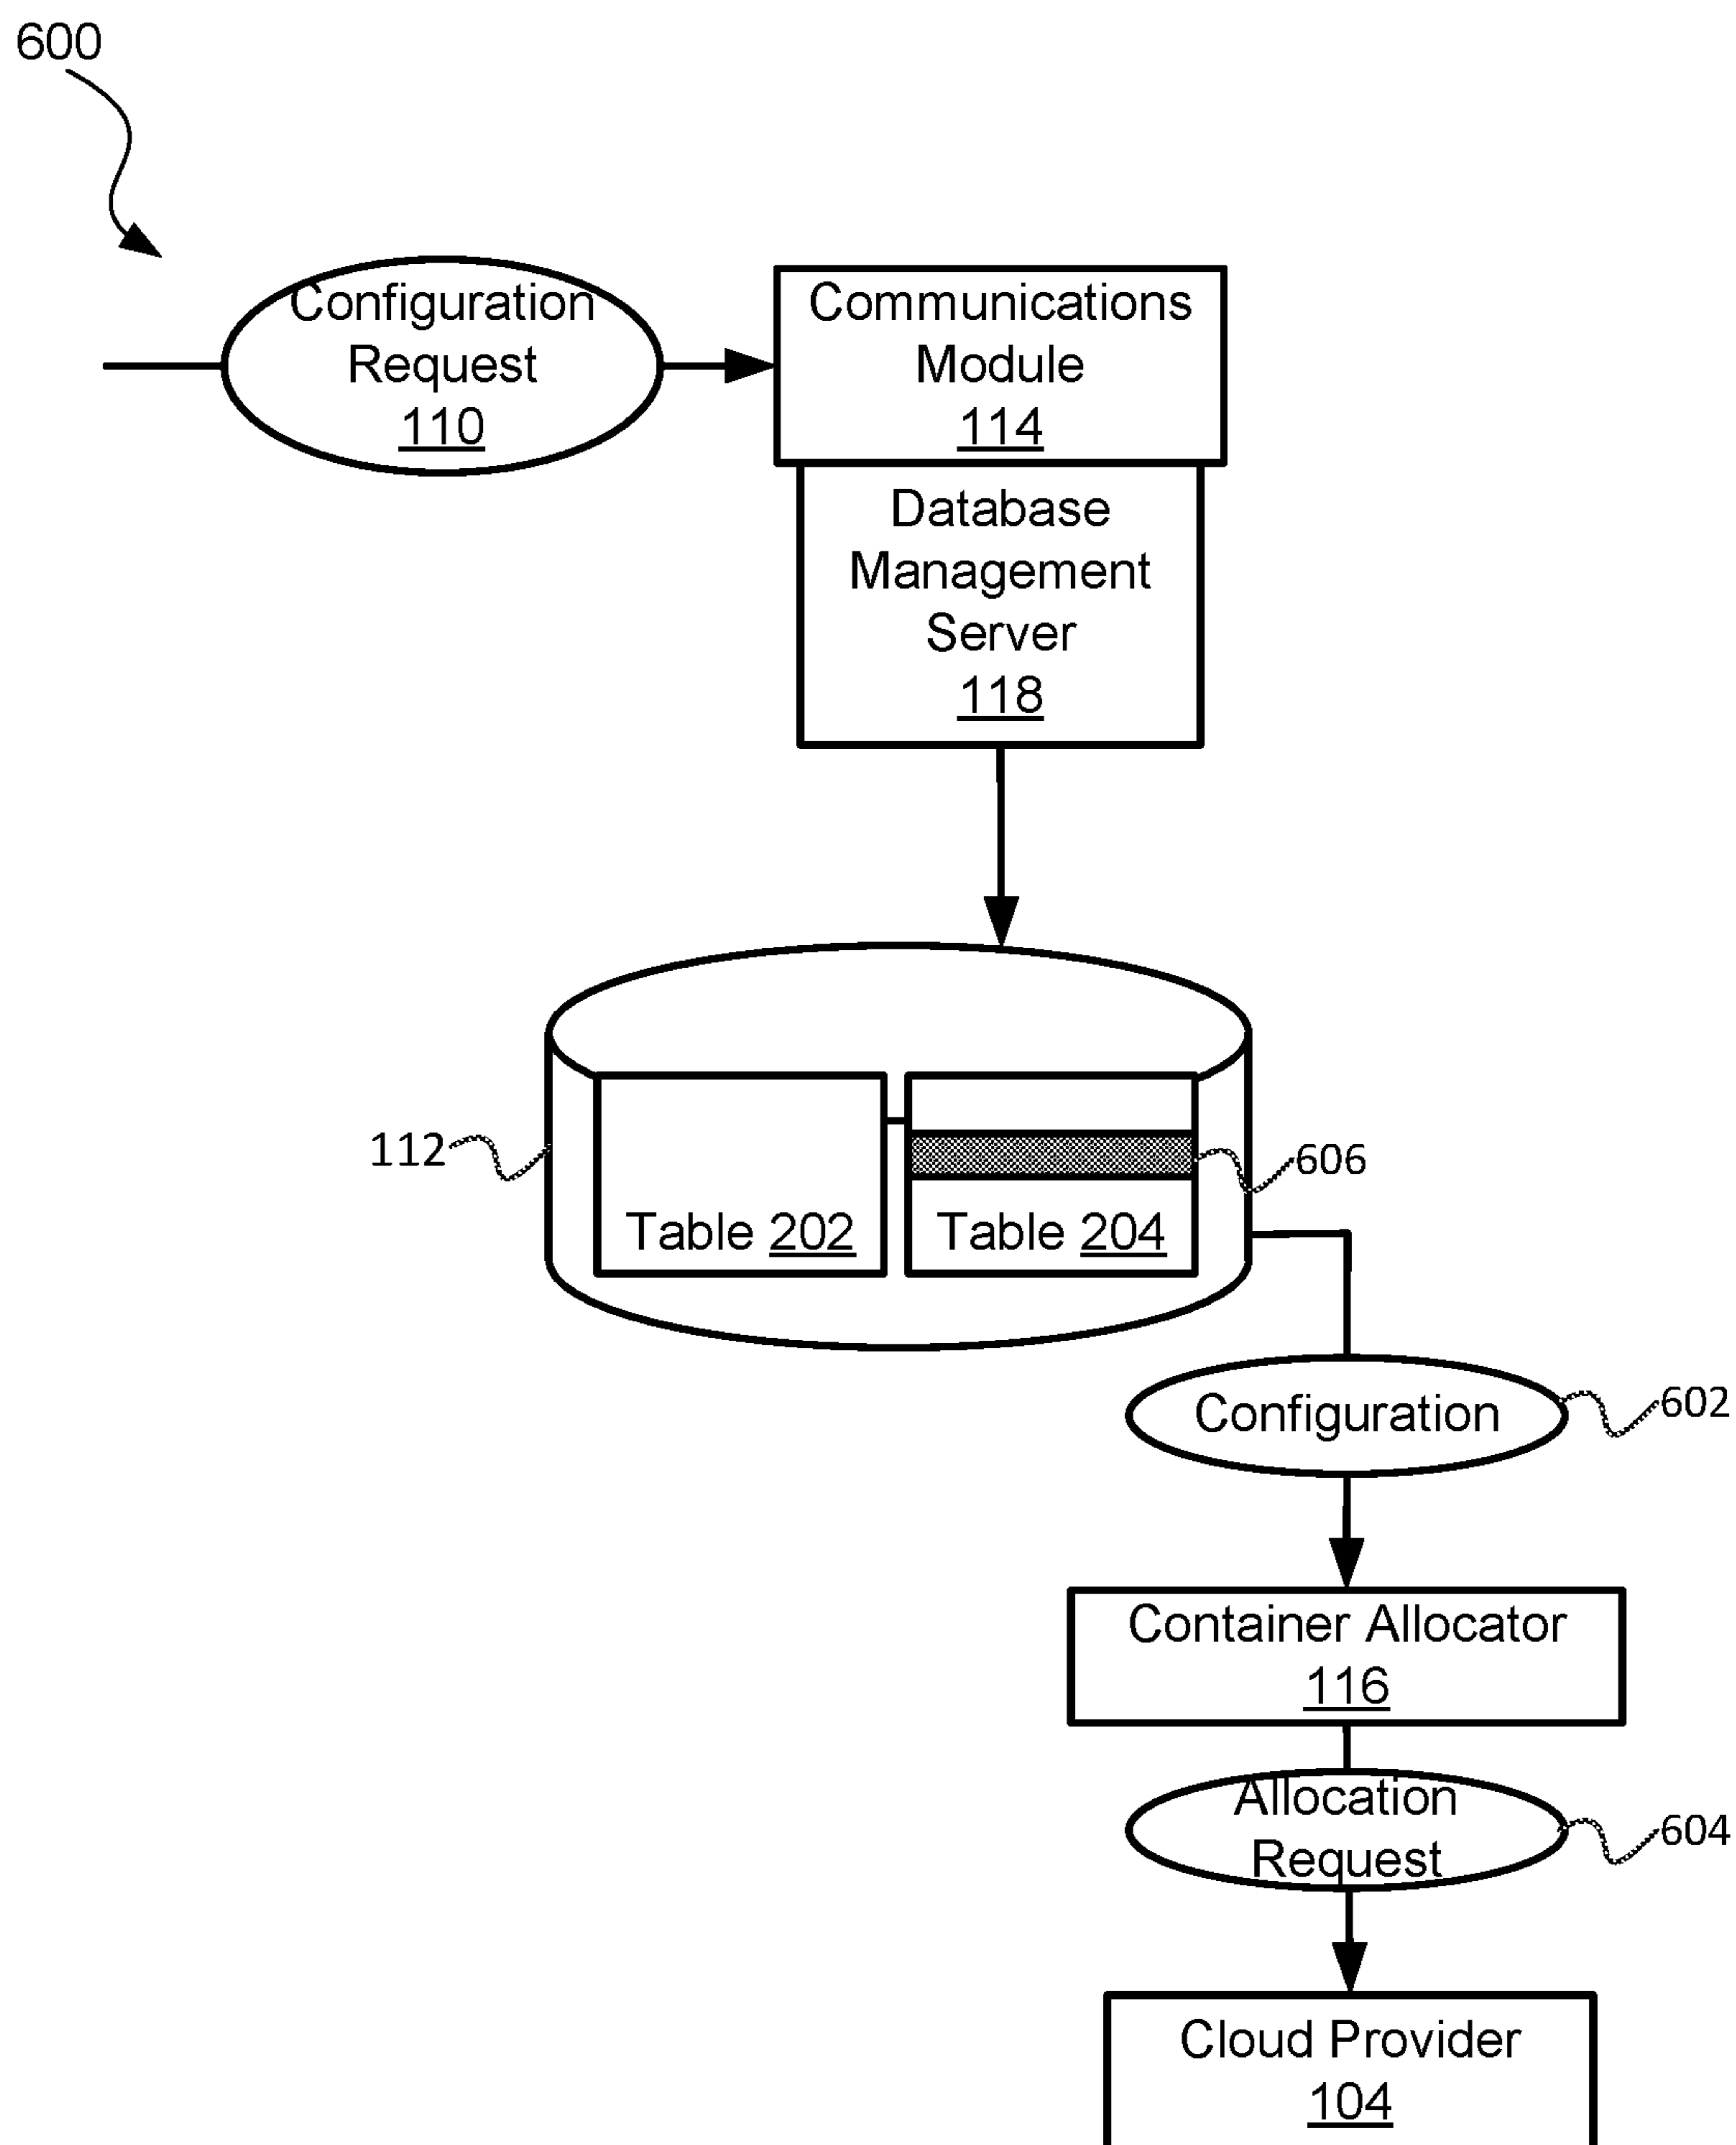 600
Configuration
Request
110
Communications
Module
114
Database
Management
Server
118
112
606
Table 202
Table 204
Configuration
602
Container Allocator
116
Allocation
Request
604
Cloud Provider
104